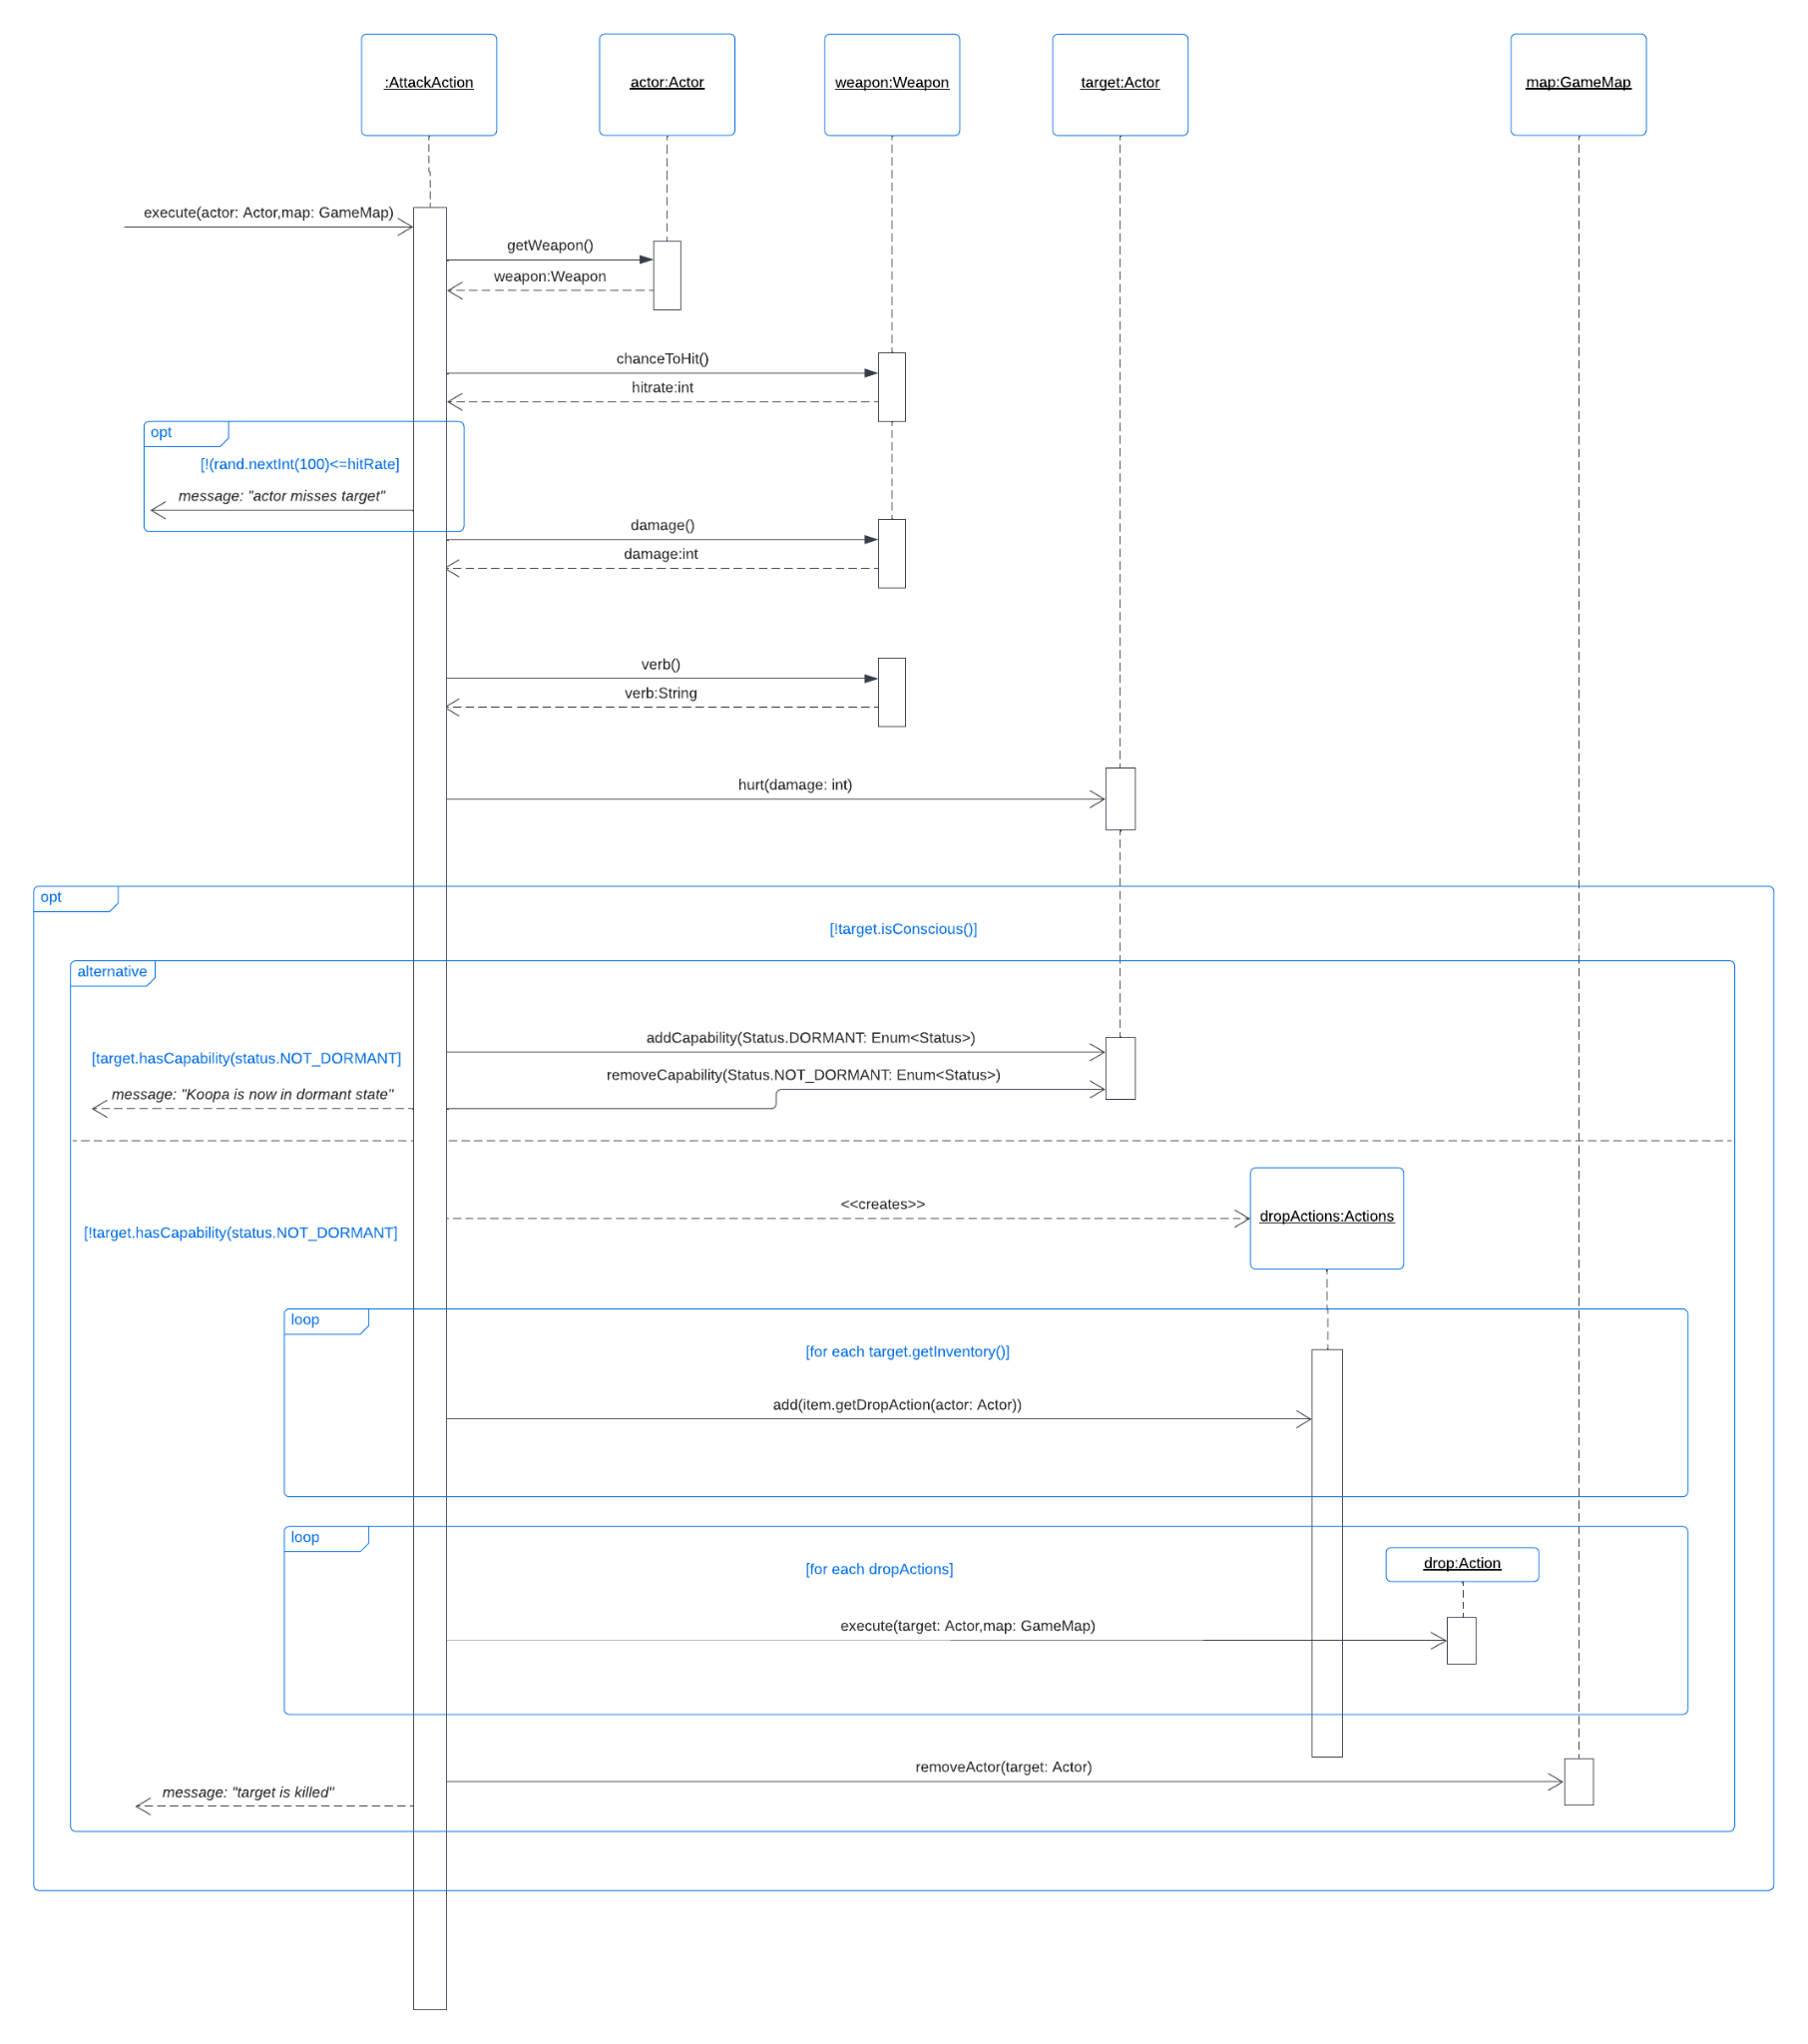 :AttackAction
actor:Actor
weapon:Weapon
target:Actor
map:GameMap
execute(actor: Actor,map: GameMap)
getWeapon()
weapon:Weapon
chanceToHit()
hitrate:int
opt
[!(rand.nextInt(100)<=hitRate]
message: "actor misses target"
damage()
damage:int
verb()
verb:String
hurt(damage: int)
opt
[!target.isConscious()]
alternative
addCapability(Status.DORMANT: Enum<Status>)
[target.hasCapability(status.NOT_DORMANT]
removeCapability(Status.NOT_DORMANT: Enum<Status>)
message: "Koopa is now in dormant state"
<<creates>>
dropActions:Actions
[!target.hasCapability(status.NOT_DORMANT]
loop
[for each target.getInventory()]
add(item.getDropAction(actor: Actor))
loop
drop:Action
[for each dropActions]
execute(target: Actor,map: GameMap)
removeActor(target: Actor)
message: "target is killed"